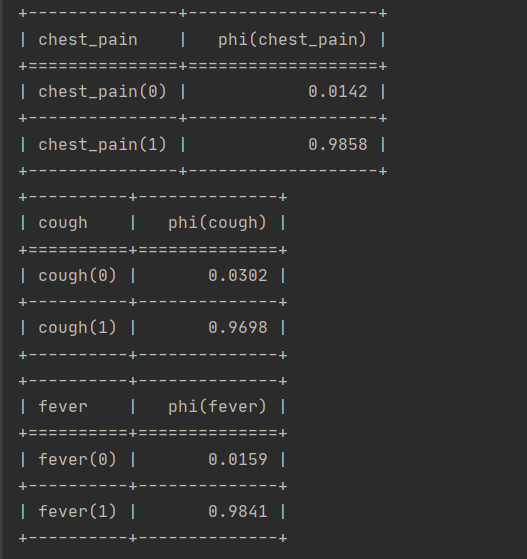 +---------------+-------------------+
| chest_pain    |   phi(chest_pain) |
+===============+===================+
| chest_pain(0) |            0.0142 |
+---------------+-------------------+
| chest_pain(1) |            0.9858 |
+---------------+-------------------+
+----------+--------------+
| cough    |   phi(cough) |
+==========+==============+
| cough(0) |       0.0302 |
+----------+--------------+
| cough(1) |       0.9698 |
+----------+--------------+
+----------+--------------+
| fever    |   phi(fever) |
+==========+==============+
| fever(0) |       0.0159 |
+----------+--------------+
| fever(1) |       0.9841 |
+----------+--------------+